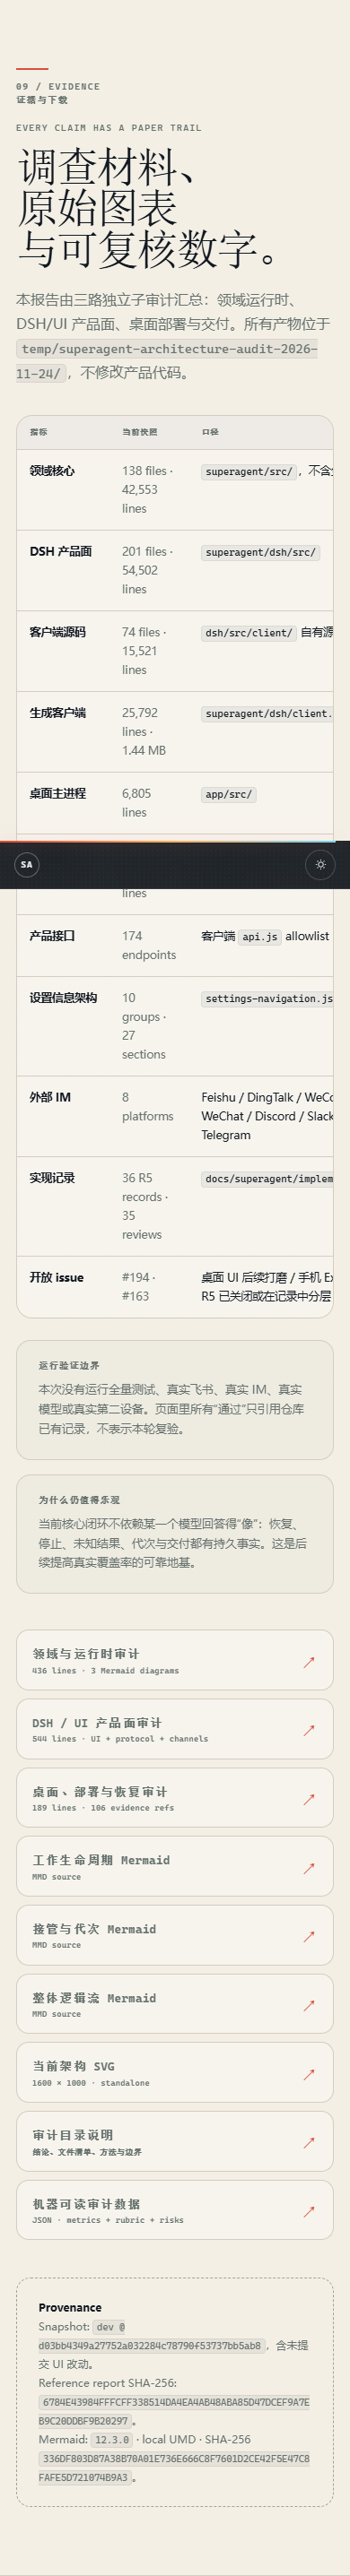 09 / EVIDENCE
证据与下载
EVERY CLAIM HAS A PAPER TRAIL
调查材料、
原始图表
与可复核数字。
本报告由三路独立子审计汇总：领域运行时、
DSH/UI 产品面、桌面部署与交付。所有产物位于
temp/superagent-architecture-audit-2026-
11-24/，不修改产品代码。
指标 当前快照 口径
领域核心 138 files · superagent/src/，不含
42,553
lines
DSH 产品面 201 files · superagent/dsh/src/
54,502
lines
客户端源码 74 files · dsh/src/client/ 自有源
15,521
lines
生成客户端 25,792 superagent/dsh/client.
lines ·
1.44 MB
桌面主进程 6,805 app/src/
lines
SA
lines
产品接口 174 客户端 api.js allowlist
endpoints
设置信息架构 10 settings-navigation.js
groups ·
27
sections
外部 IM 8 Feishu / DingTalk / WeCo
platforms WeChat / Discord / Slack
Telegram
实现记录 36 R5 docs/superagent/implem
records ·
35
reviews
开放 issue #194 · 桌面 UI 后续打磨 / 手机 Ex
#163 R5 已关闭或在记录中分层
运行验证边界
本次没有运行全量测试、真实飞书、真实 IM、真实
模型或真实第二设备。页面里所有“通过”只引用仓库
已有记录，不表示本轮复验。
为什么仍值得乐观
当前核心闭环不依赖某一个模型回答得“像”：恢复、
停止、未知结果、代次与交付都有持久事实。这是后
续提高真实覆盖率的可靠地基。
领域与运行时审计 ↗
436 lines · 3 Mermaid diagrams
DSH / UI 产品面审计 ↗
544 lines · UI + protocol + channels
桌面、部署与恢复审计 ↗
189 lines · 106 evidence refs
工作生命周期 Mermaid ↗
MMD source
接管与代次 Mermaid ↗
MMD source
整体逻辑流 Mermaid ↗
MMD source
当前架构 SVG ↗
1600 × 1000 · standalone
审计目录说明 ↗
结论、文件清单、方法与边界
机器可读审计数据 ↗
JSON · metrics + rubric + risks
Provenance
Snapshot: dev @
d03bb4349a27752a032284c78790f53737bb5ab8，含未提
交 UI 改动。
Reference report SHA-256:
6784E43984FFFCFF338514DA4EA4AB48ABA85D47DCEF9A7E
B9C20DDBF9B20297。
Mermaid: 12.3.0 · local UMD · SHA-256
336DF803D87A38B70A01E736E666C8F7601D2CE42F5E47C8
FAFE5D721074B9A3。